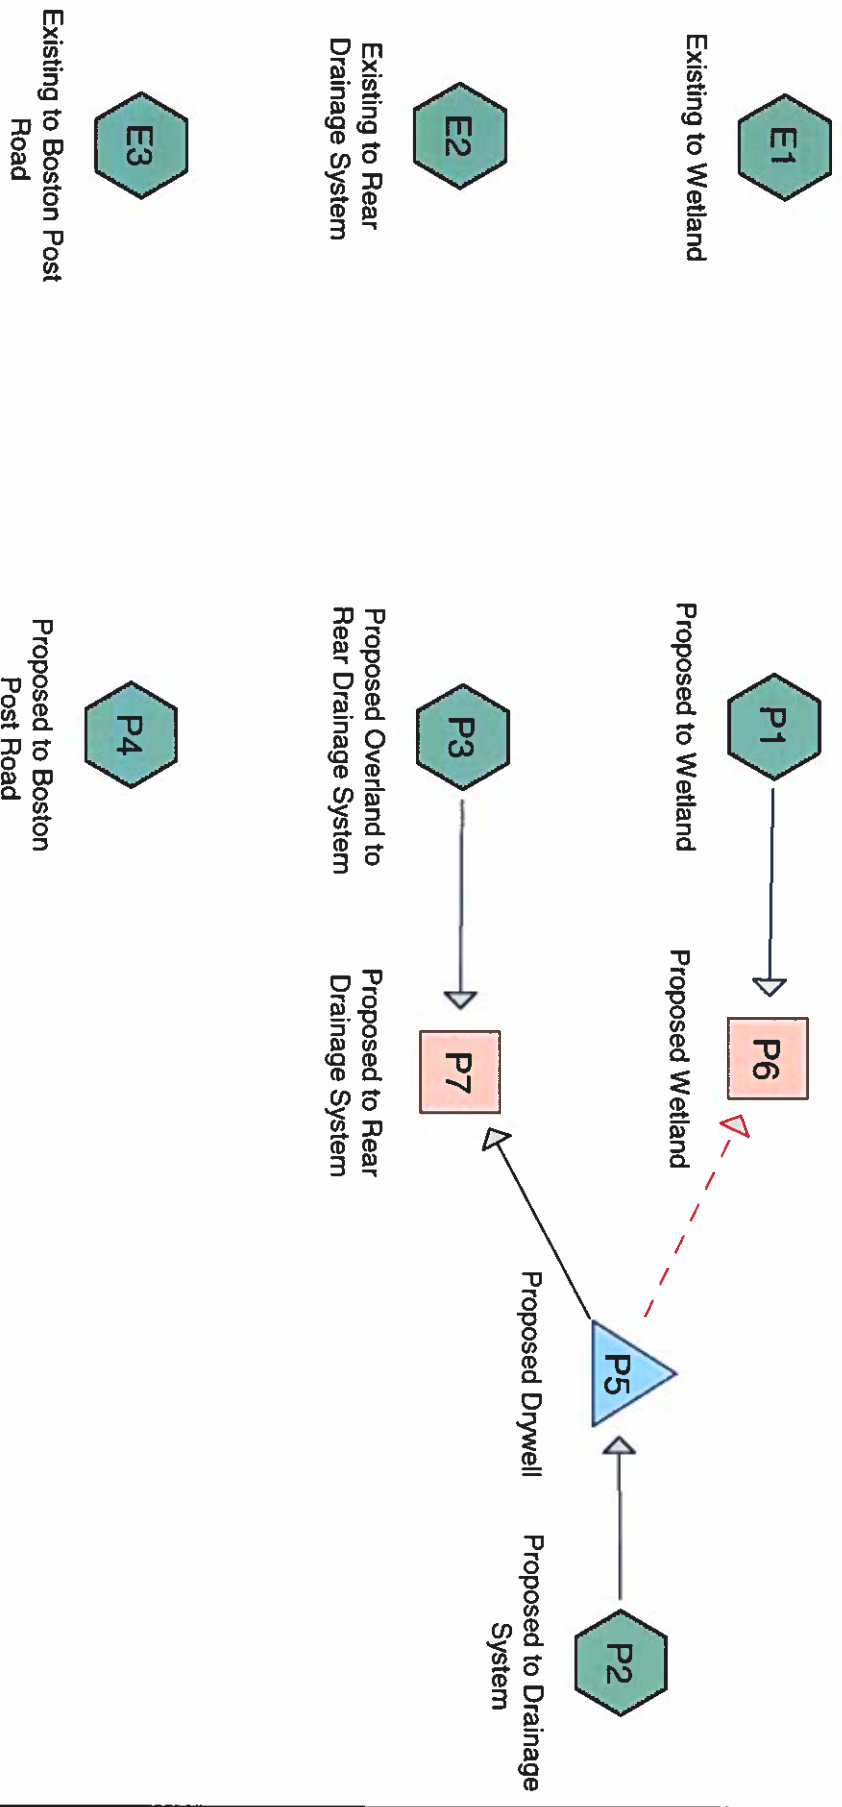 E1
Existing to Wetland
P1
Proposed to Wetland
P6
Proposed Wetland
P5
Proposed Drywell
P2
Proposed to Drainage
System
E2
Existing to Rear
Drainage System
P3
Proposed Overland to
Rear Drainage System
P7
Proposed to Rear
Drainage System
E3
Existing to Boston Post
Road
P4
Proposed to Boston
Post Road